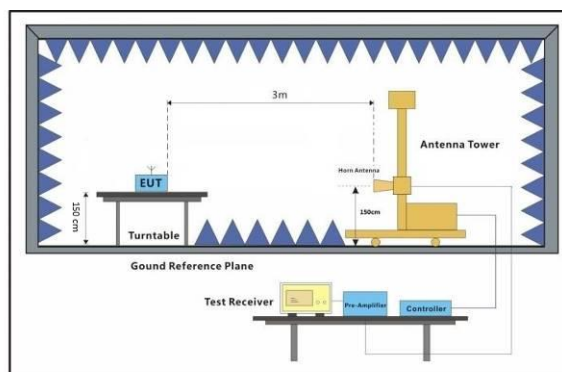 3m
Antenna Tower
Horn Antenna
EUT
150 cm
150cm
Turntable
Gound Reference Plane
Test Receiver
Pre-Amplifier
Controller